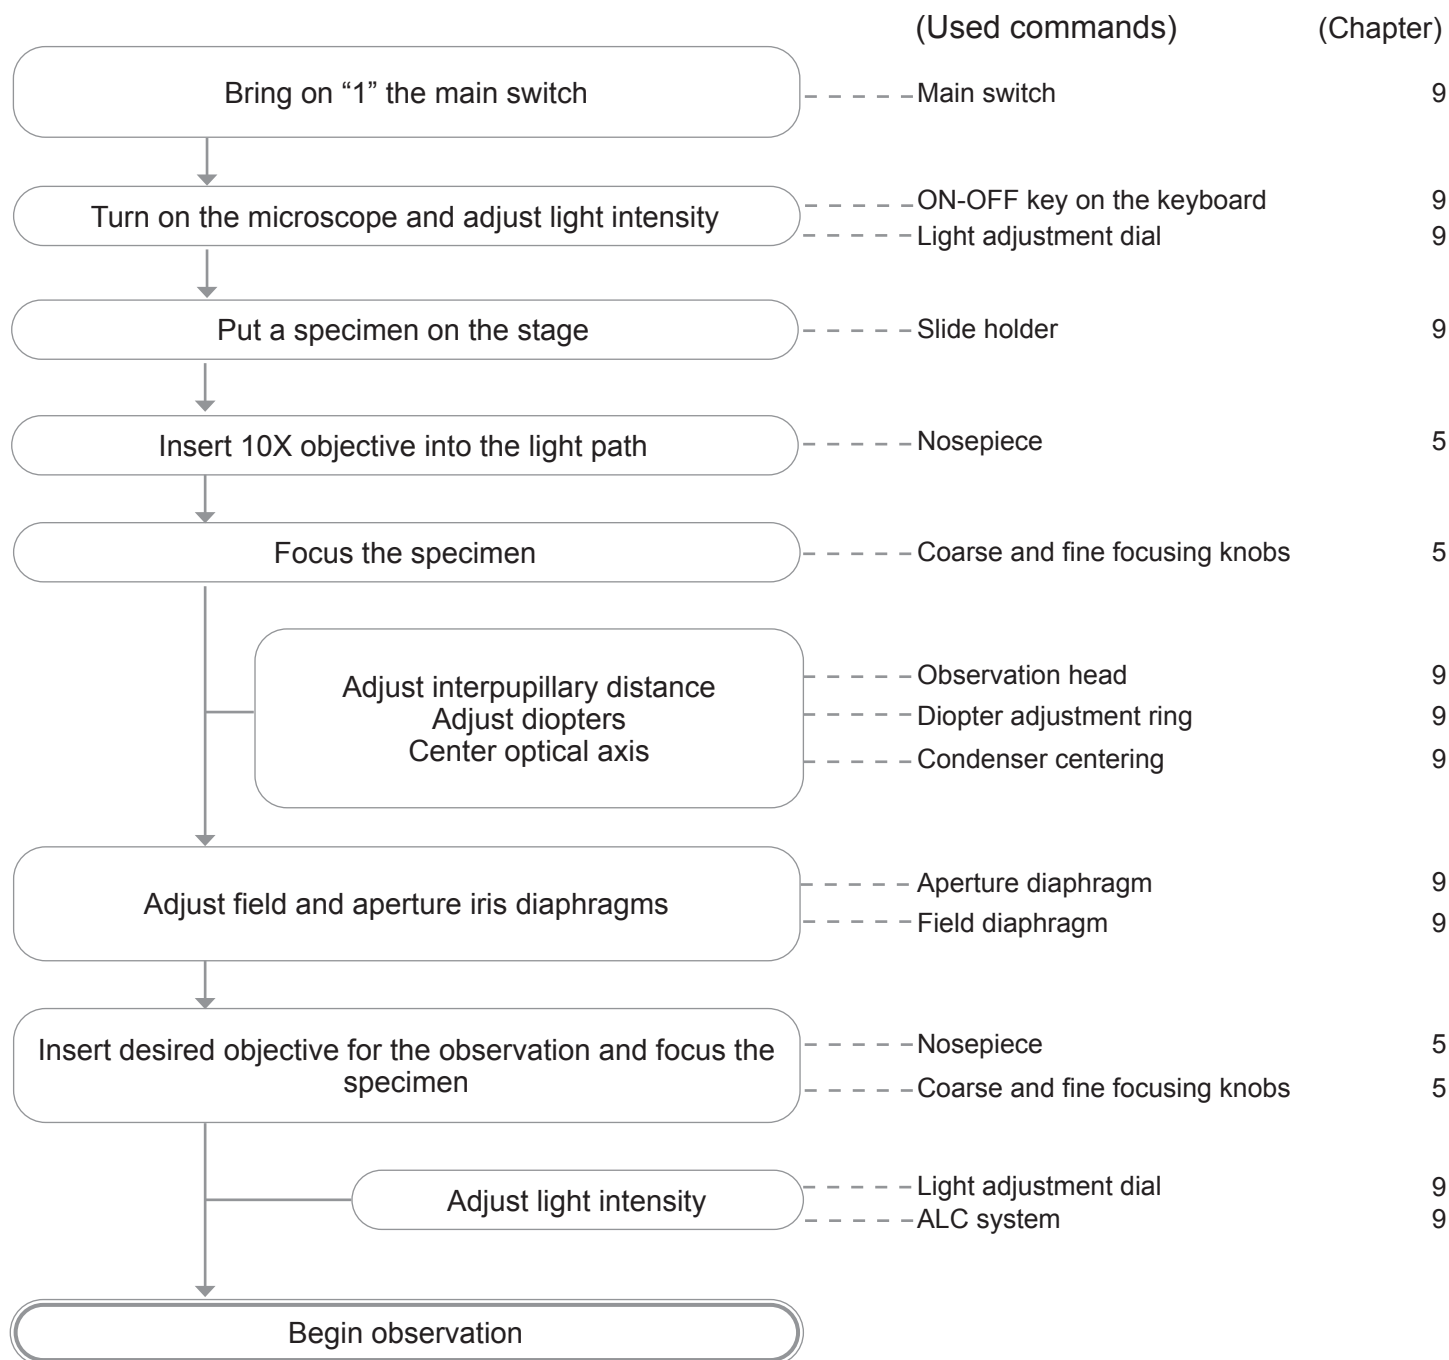 (Used commands) (Chapter)
Bring on “1” the main switch
Main switch 9
Turn on the microscope and adjust light intensity
ON-OFF key on the keyboard 9
Light adjustment dial 9
Put a specimen on the stage
Slide holder 9
Insert 10X objective into the light path
Nosepiece 5
Focus the specimen
Coarse and fine focusing knobs 5
Adjust interpupillary distance
Adjust diopters
Center optical axis
Observation head 9
Diopter adjustment ring 9
Condenser centering 9
Adjust field and aperture iris diaphragms
Aperture diaphragm 9
Field diaphragm 9
Insert desired objective for the observation and focus the
specimen
Nosepiece 5
Coarse and fine focusing knobs 5
Adjust light intensity
Light adjustment dial 9
ALC system 9
Begin observation